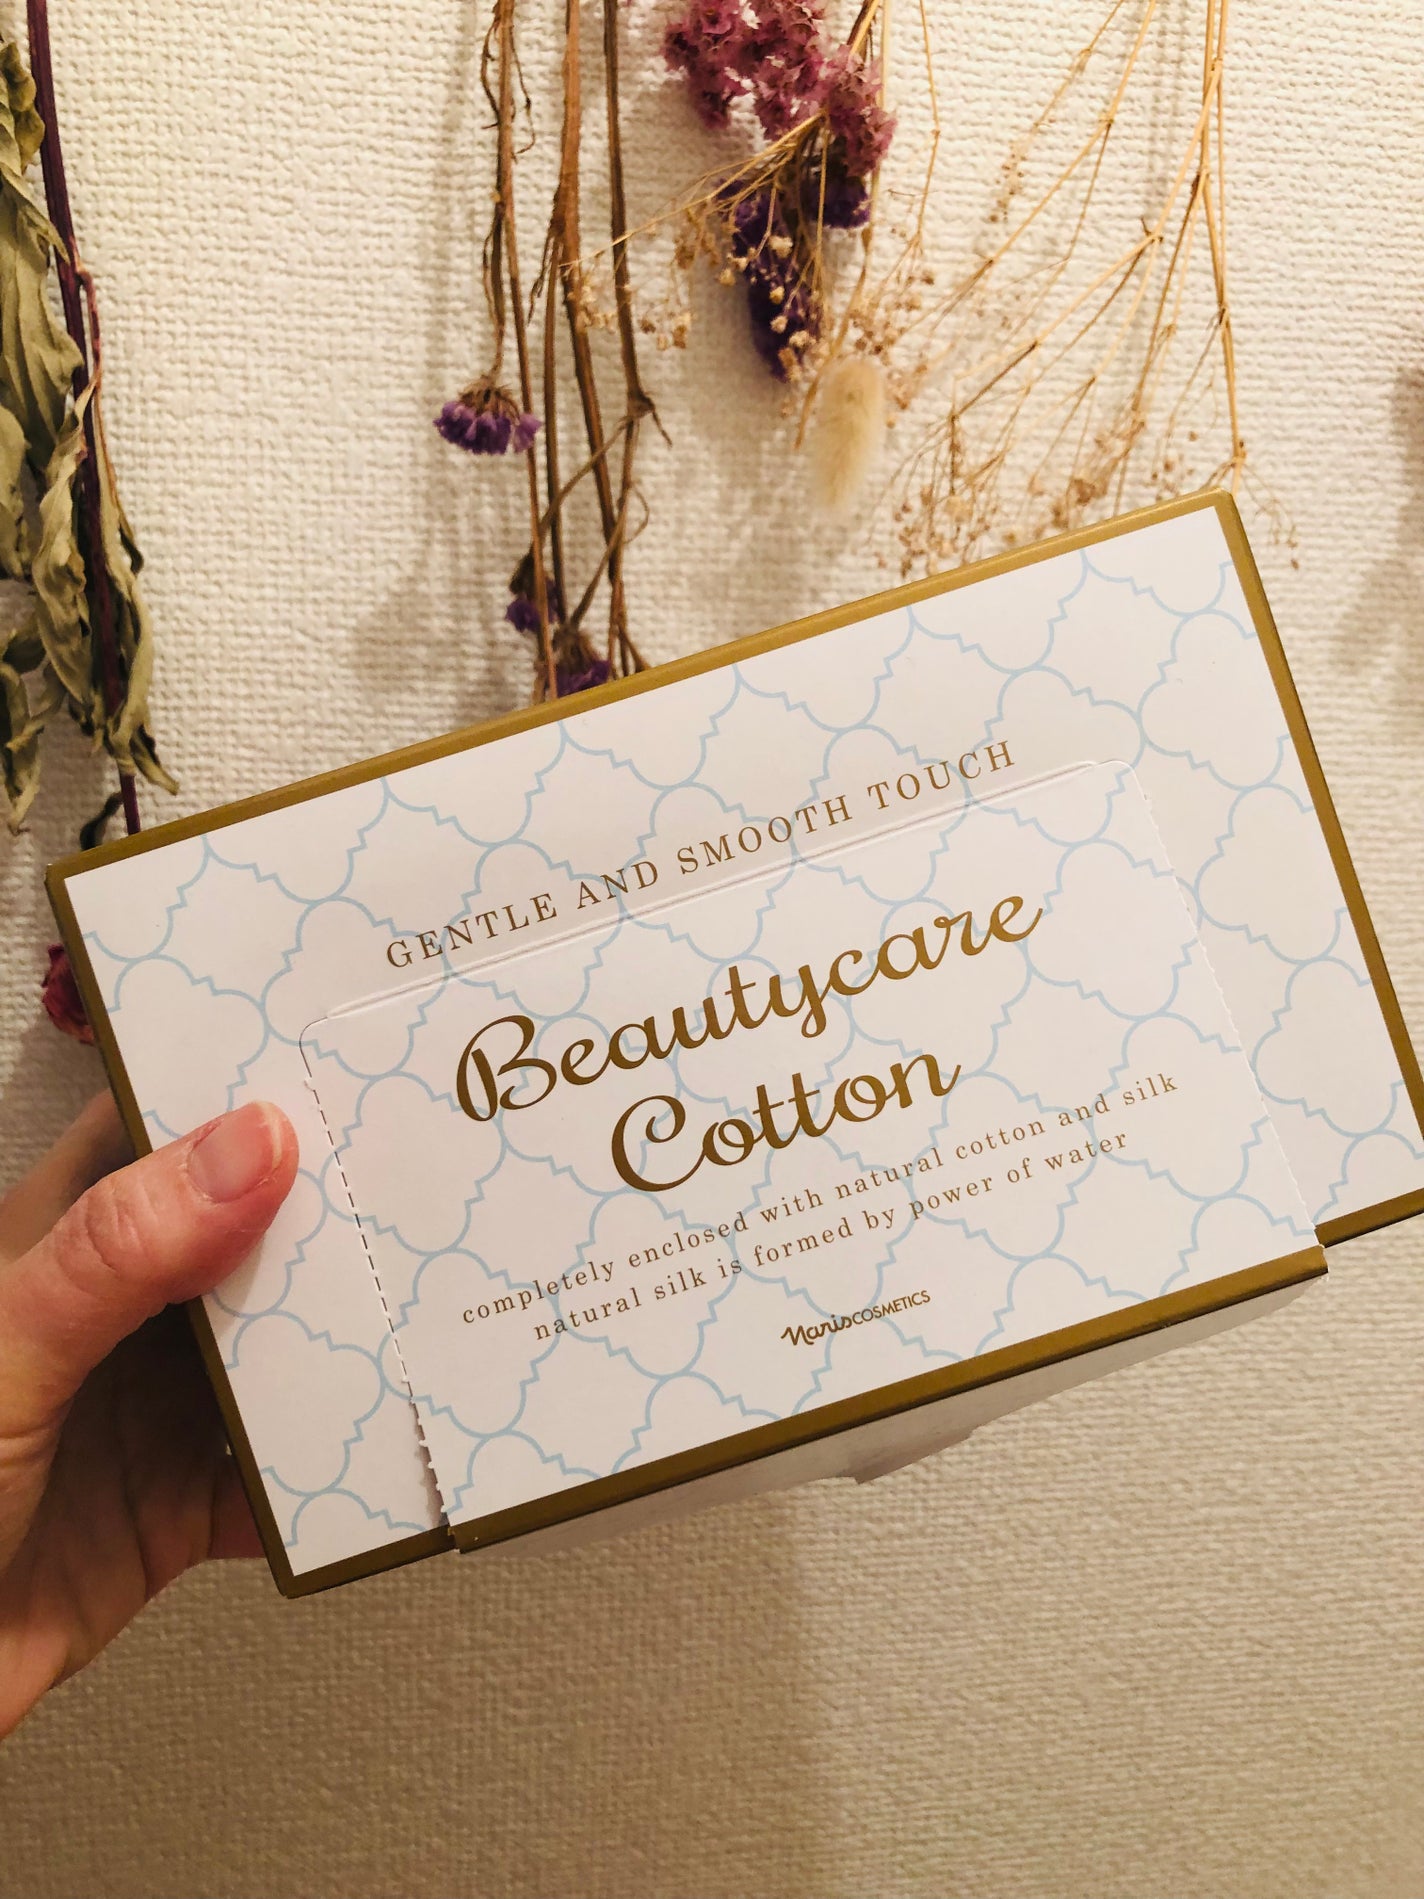 GENTLE AND SMOOTH TOUCH
Beautycare
Cotton
completely enclosed with natural cotton and silk
natural silk is formed by power of water
Naris COSMETICS